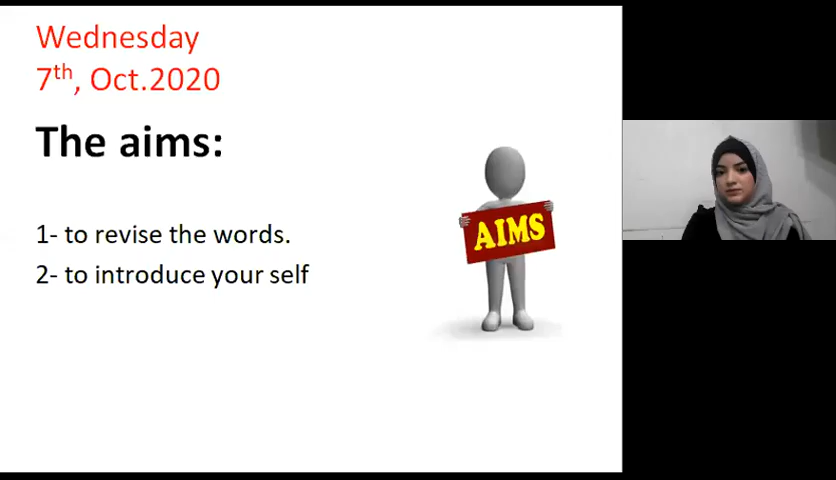 Wednesday
7th, Oct.2020
The aims:
1- to revise the words.
2- to introduce your self
AIMS